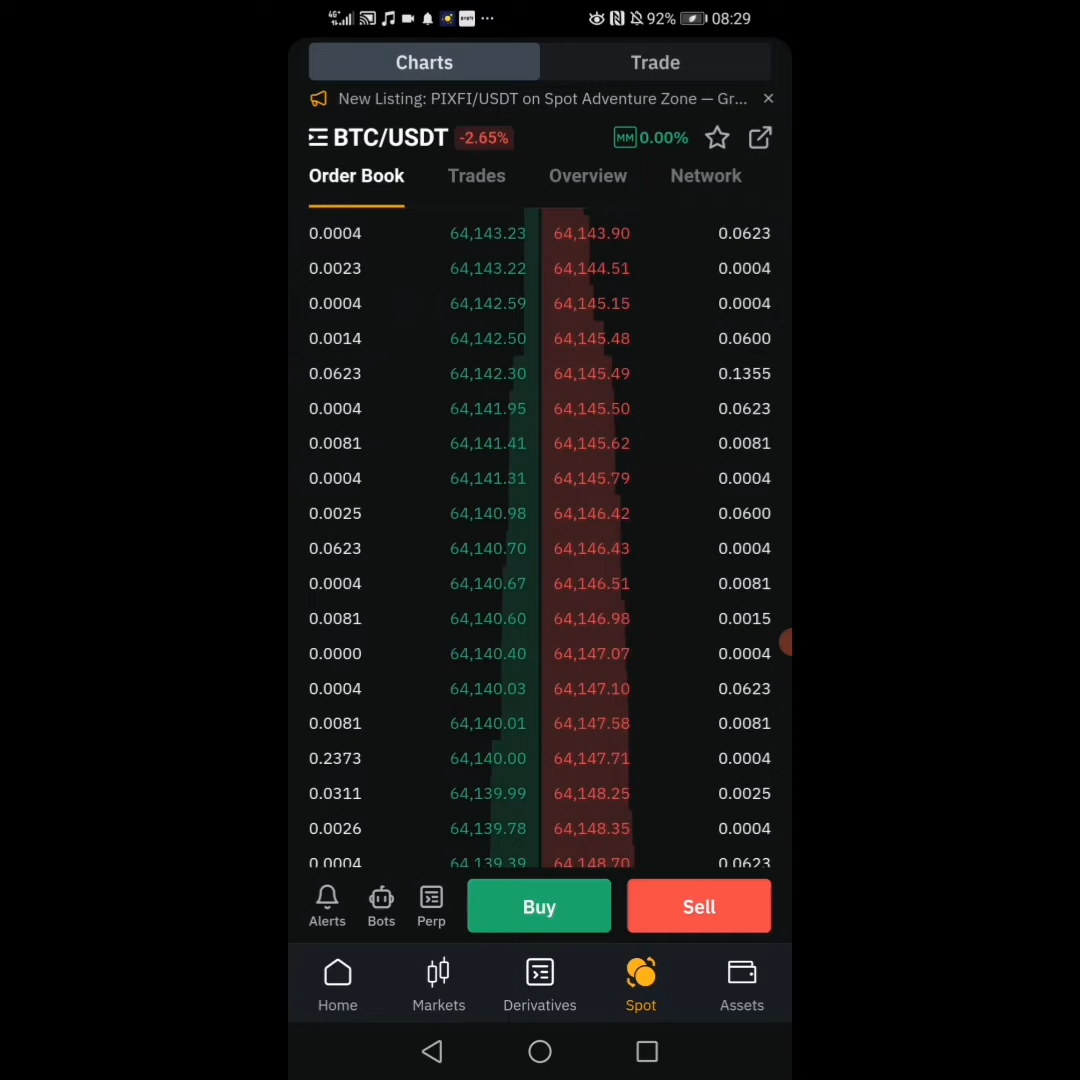 4G 92% 08:29
Charts Trade
New Listing: PIXFI/USDT on Spot Adventure Zone — Gr...
BTC/USDT -2.65% MM 0.00%
Order Book Trades Overview Network
0.0004 64,143.23 64,143.90 0.0623
0.0023 64,143.22 64,144.51 0.0004
0.0004 64,142.59 64,145.15 0.0004
0.0014 64,142.50 64,145.48 0.0600
0.0623 64,142.30 64,145.49 0.1355
0.0004 64,141.95 64,145.50 0.0623
0.0081 64,141.41 64,145.62 0.0081
0.0004 64,141.31 64,145.79 0.0004
0.0025 64,140.98 64,146.42 0.0600
0.0623 64,140.70 64,146.43 0.0004
0.0004 64,140.67 64,146.51 0.0081
0.0081 64,140.60 64,146.98 0.0015
0.0000 64,140.40 64,147.07 0.0004
0.0004 64,140.03 64,147.10 0.0623
0.0081 64,140.01 64,147.58 0.0081
0.2373 64,140.00 64,147.71 0.0004
0.0311 64,139.99 64,148.25 0.0025
0.0026 64,139.78 64,148.35 0.0004
0.0004 64,139.39 64,148.70 0.0623
Alerts Bots Perp Buy Sell
Home Markets Derivatives Spot Assets